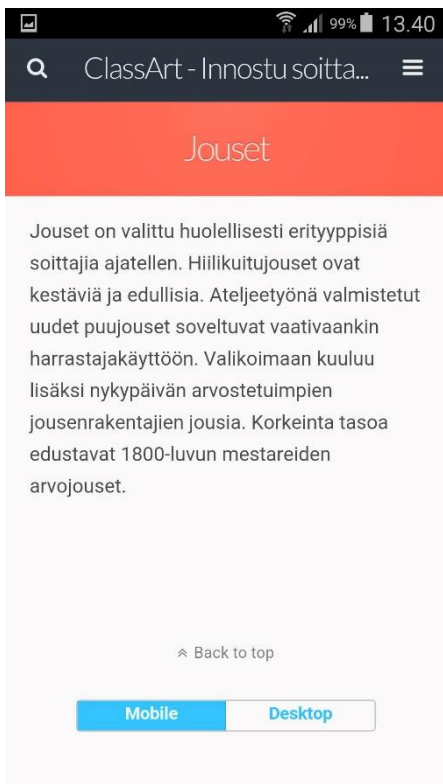 99% 13.40
ClassArt - Innostu soitta...
Jouset
Jouset on valittu huolellisesti erityyppisiä
soittajia ajatellen. Hiilikuitujouset ovat
kestäviä ja edullisia. Ateljeetyönä valmistetut
uudet puujouset soveltuvat vaativaankin
harrastajakäyttöön. Valikoimaan kuuluu
lisäksi nykypäivän arvostetuimpien
jousenrakentajien jousia. Korkeinta tasoa
edustavat 1800-luvun mestareiden
arvojouset.
Back to top
Mobile Desktop